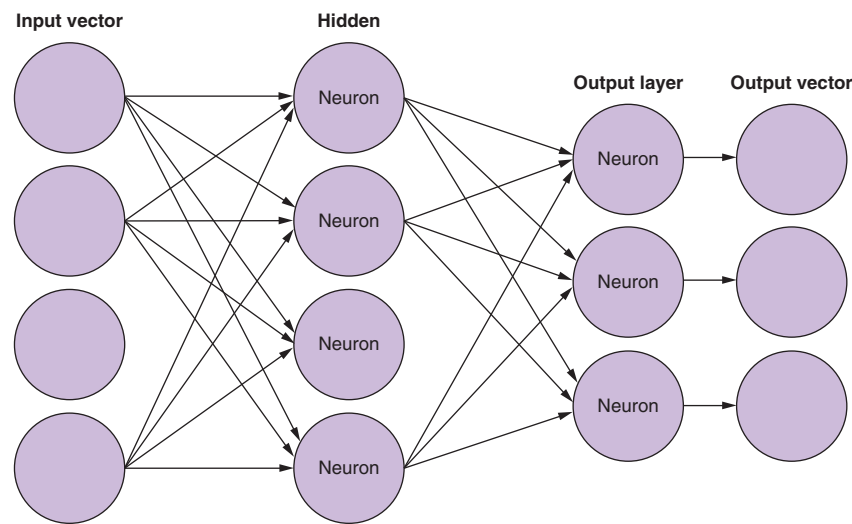 Input vector
Hidden
Output layer
Output vector
Neuron
Neuron
Neuron
Neuron
Neuron
Neuron
Neuron